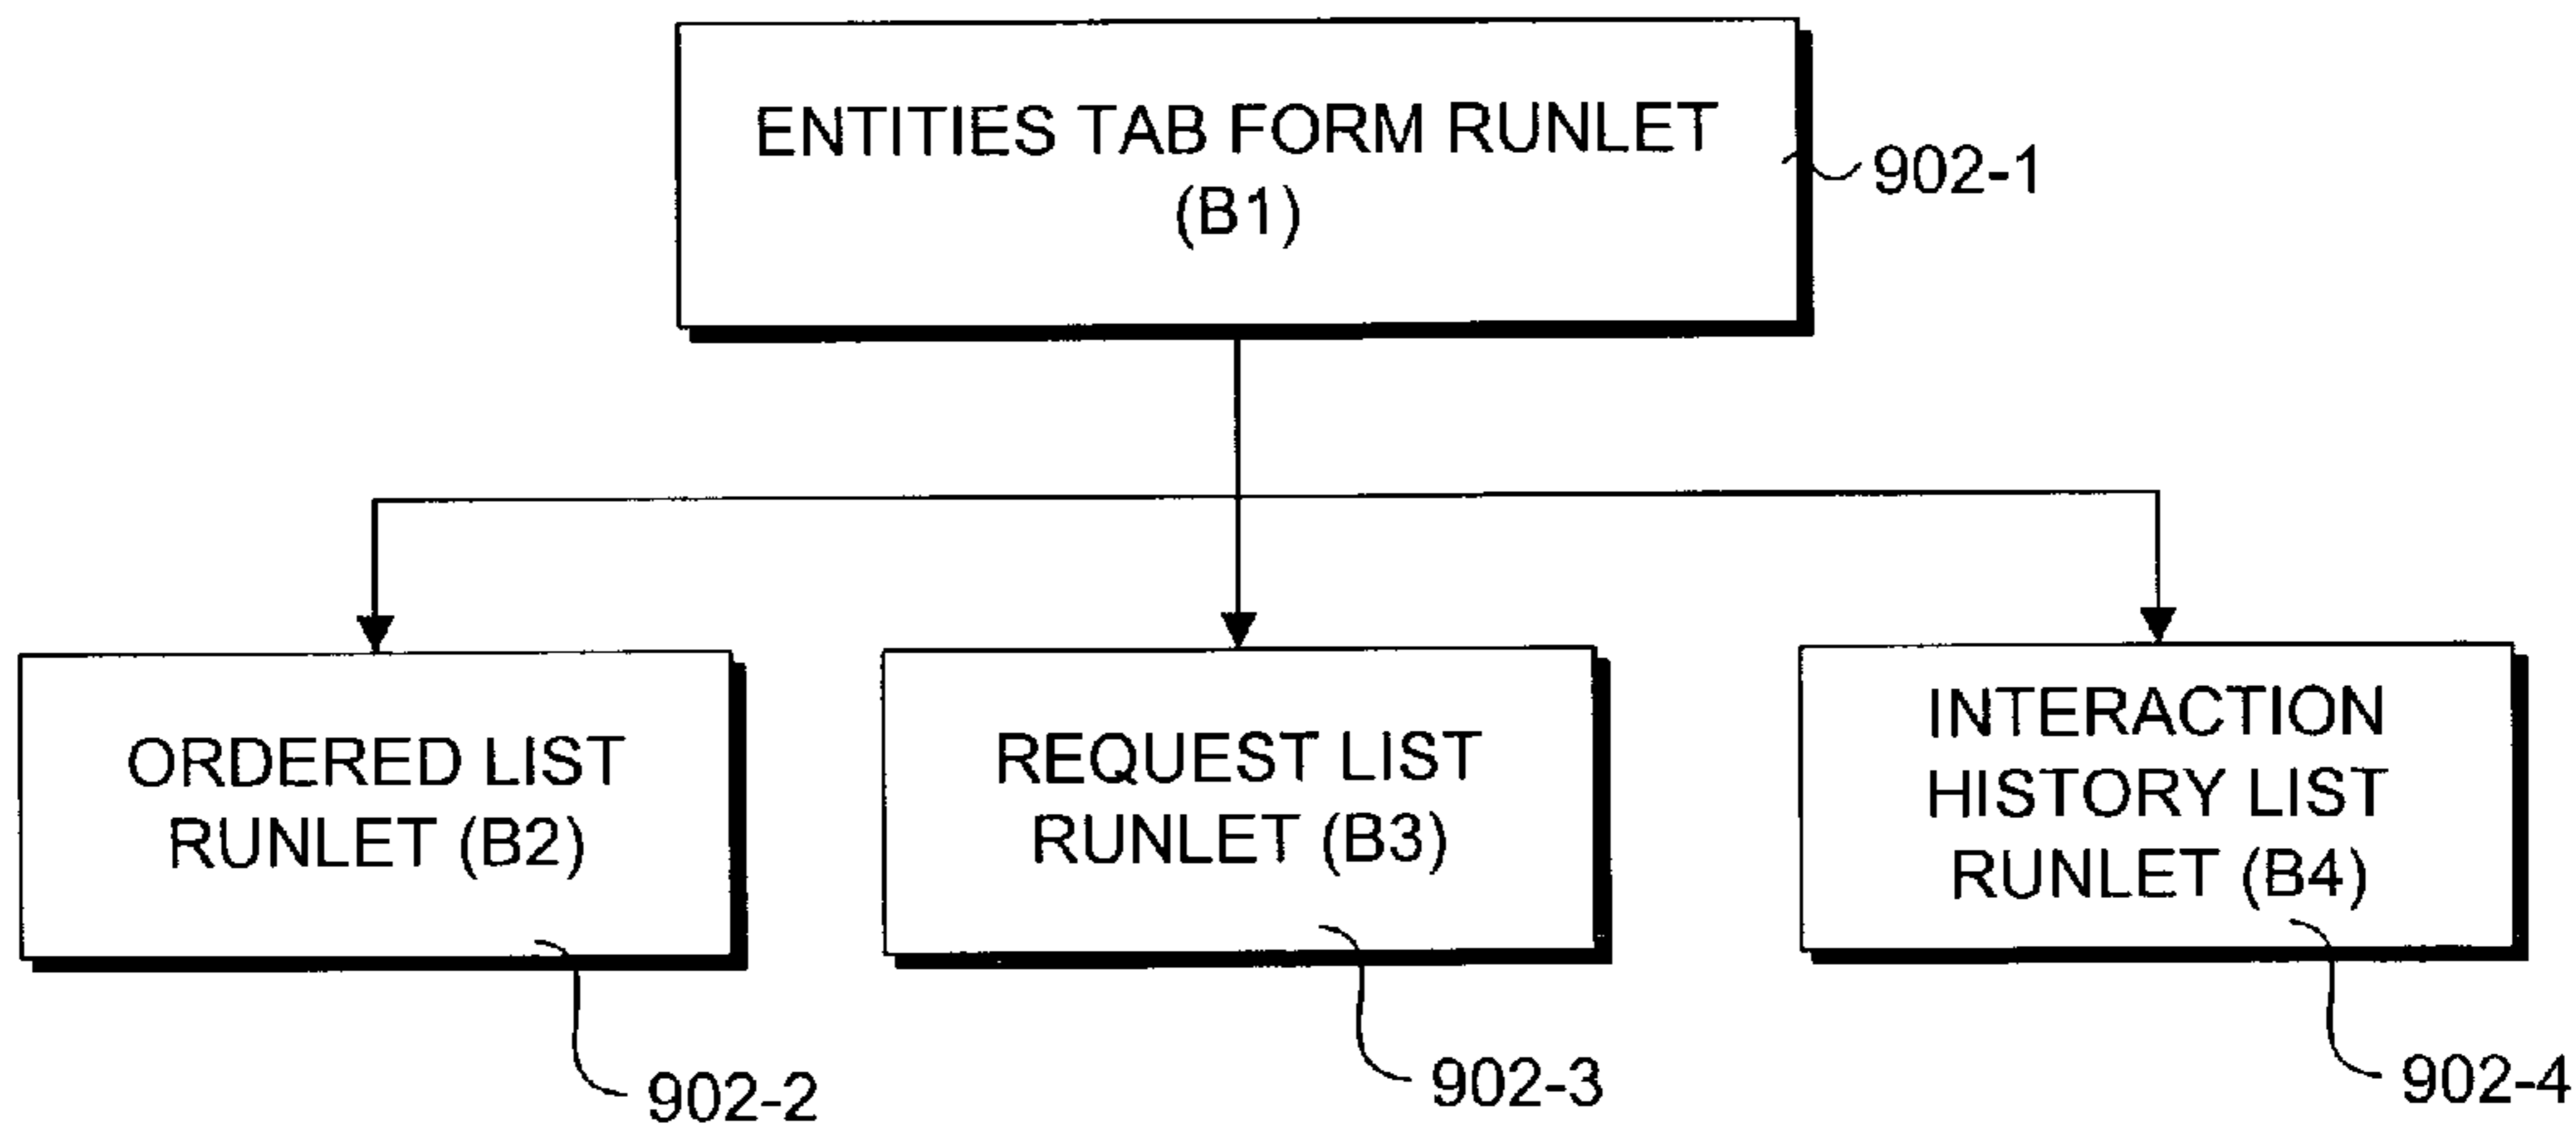 ENTITIES TAB FORM RUNLET
(B1)
902-1
ORDERED LIST
RUNLET (B2)
902-2
REQUEST LIST
RUNLET (B3)
902-3
INTERACTION
HISTORY LIST
RUNLET (B4)
902-4